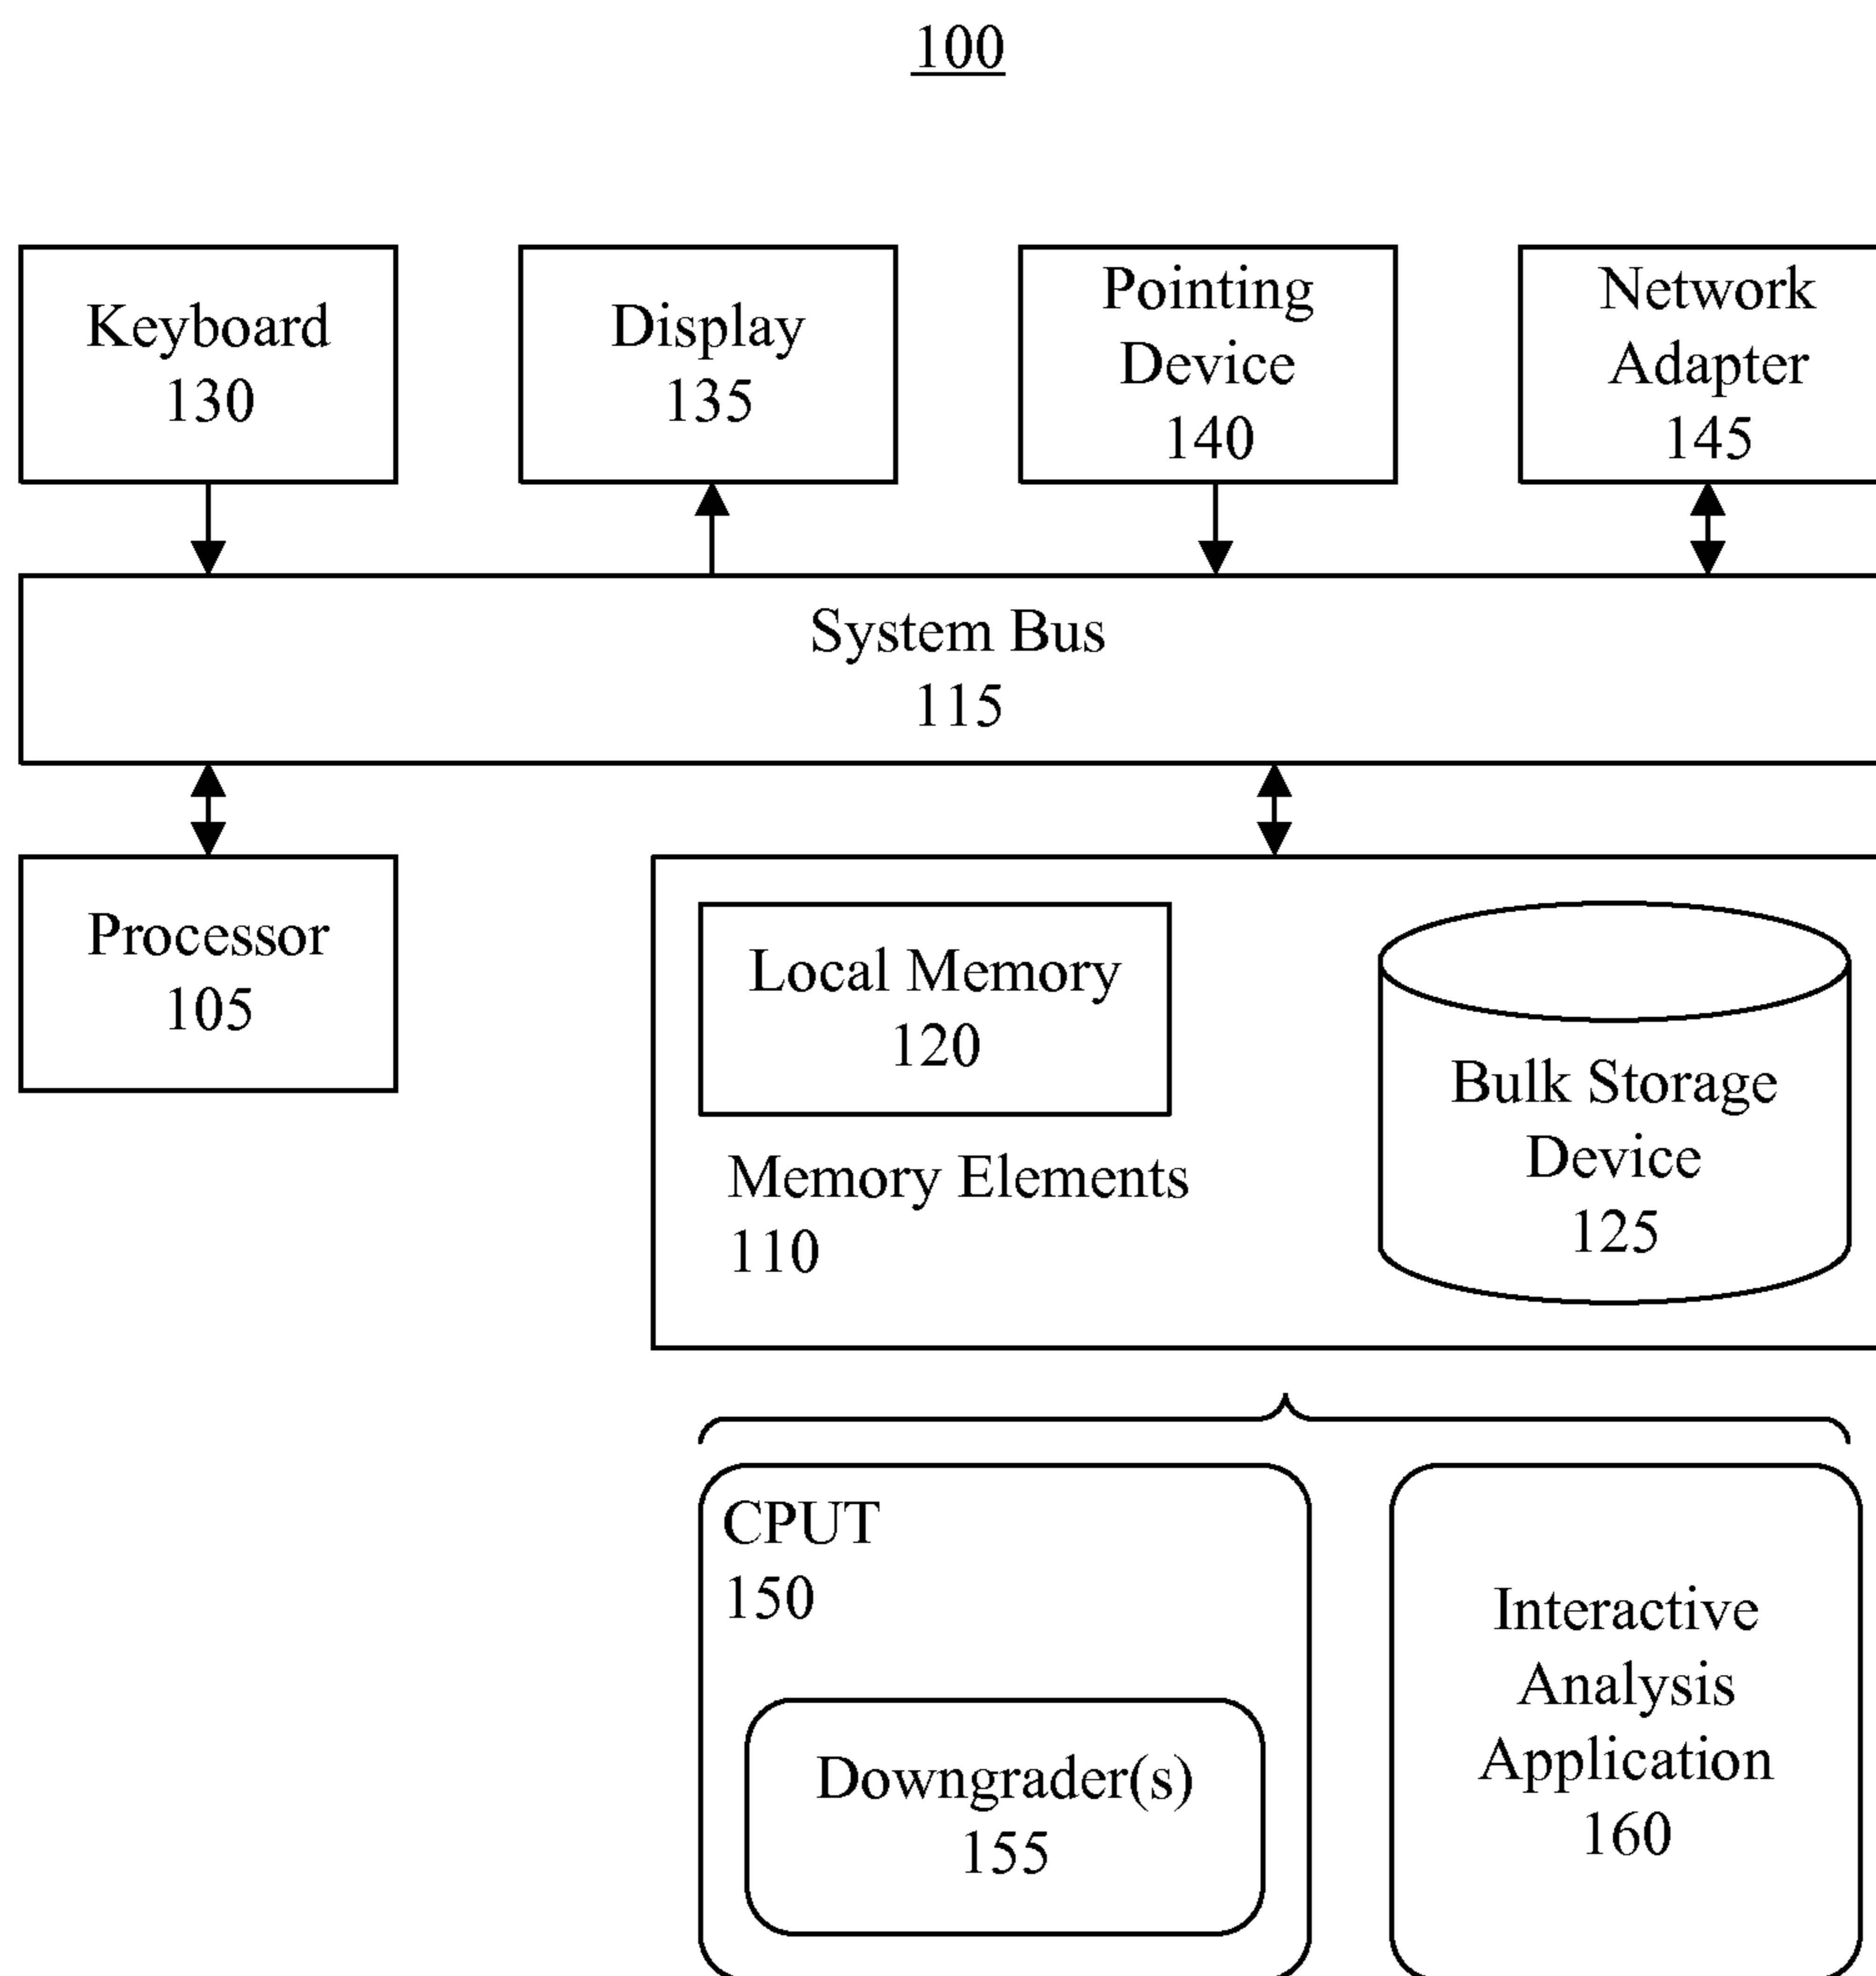 100
Keyboard
130
Display
135
Pointing
Device
140
Network
Adapter
145
System Bus
115
Processor
105
Local Memory
120
Memory Elements
110
Bulk Storage
Device
125
CPUT
150
Downgrader(s)
155
Interactive
Analysis
Application
160